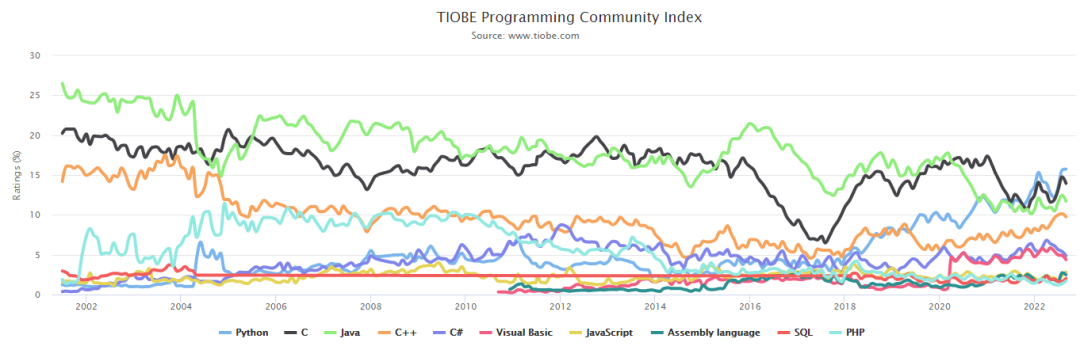 TIOBE Programming Community Index
Source: www.tiobe.com
Ratings (%)
30
25
20
15
10
5
0
2002 2004 2006 2008 2010 2012 2014 2016 2018 2020 2022
Python C Java C++ C# Visual Basic JavaScript Assembly language SQL PHP